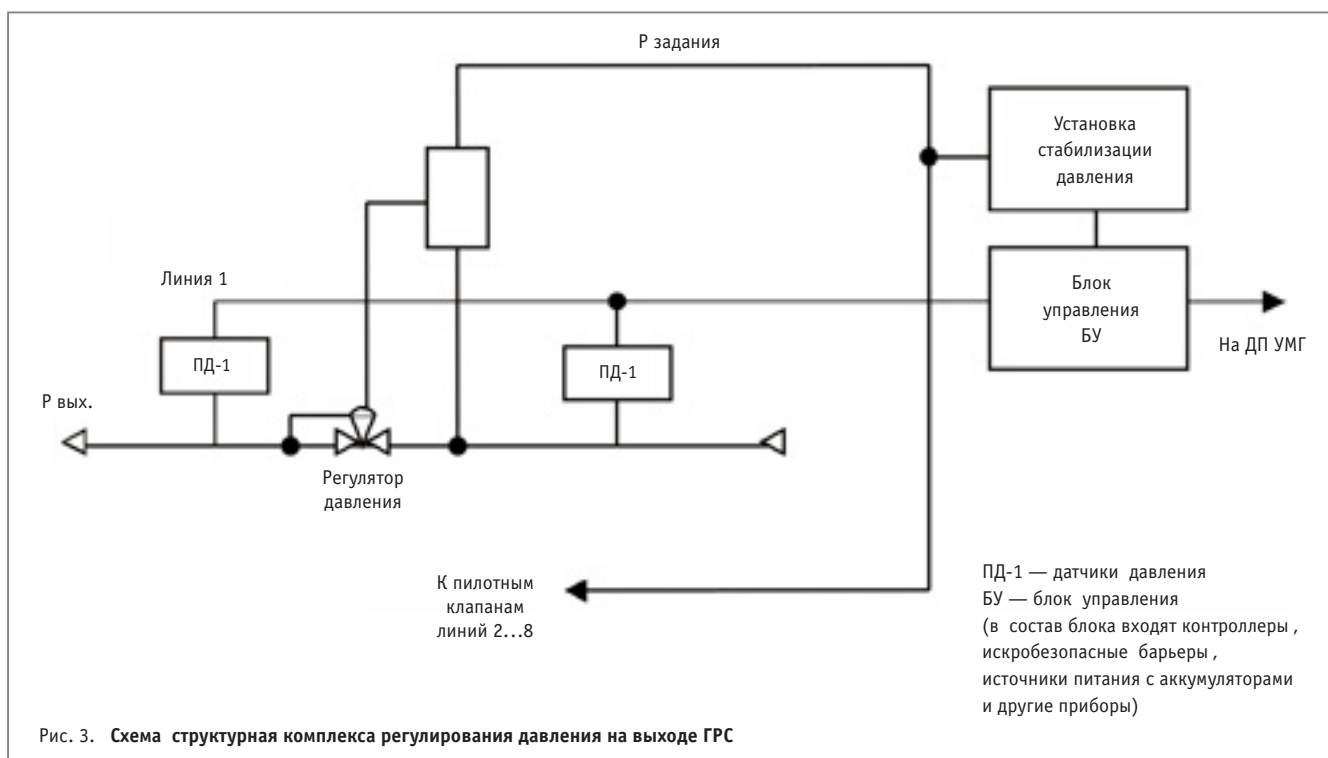 Р задания
Установка
стабилизации
давления
Линия 1
Блок
управления
БУ
ПД-1
ПД-1
На ДП УМГ
Р вых.
Регулятор
давления
К пилотным
клапанам
линий 2...8
ПД-1 — датчики давления
БУ — блок управления
(в состав блока входят контроллеры ,
искробезопасные барьеры ,
источники питания с аккумуляторами
и другие приборы)
Рис. 3. Схема структурная комплекса регулирования давления на выходе ГРС